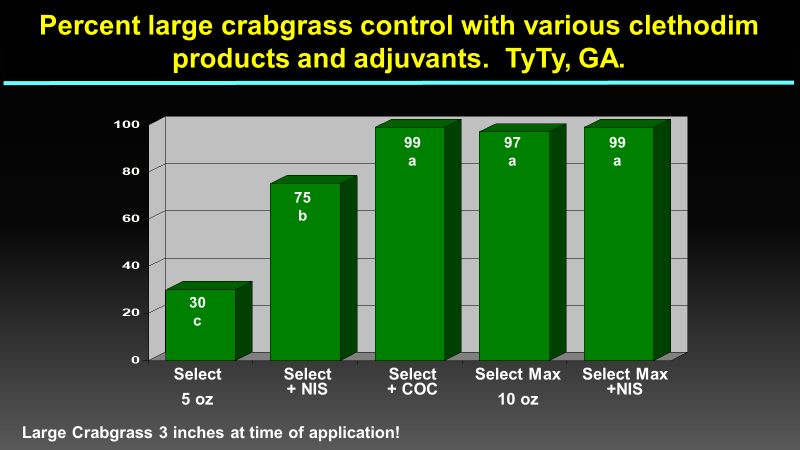 Percent large crabgrass control with various clethodim
products and adjuvants.  TyTy, GA.
100
80
60
40
20
0
30
c
75
b
99
a
97
a
99
a
Select
5 oz
Select
+ NIS
Select
+ COC
Select Max
10 oz
Select Max
+NIS
Large Crabgrass 3 inches at time of application!